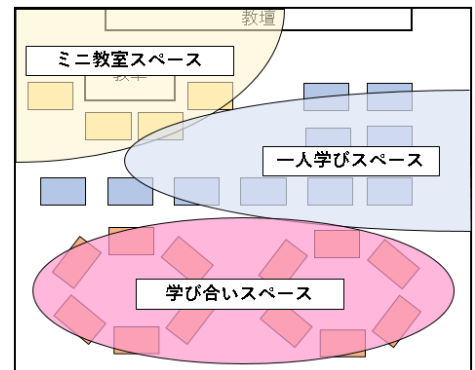 教壇
ミニ教室スペース
教卓
一人学びスペース
学び合いスペース